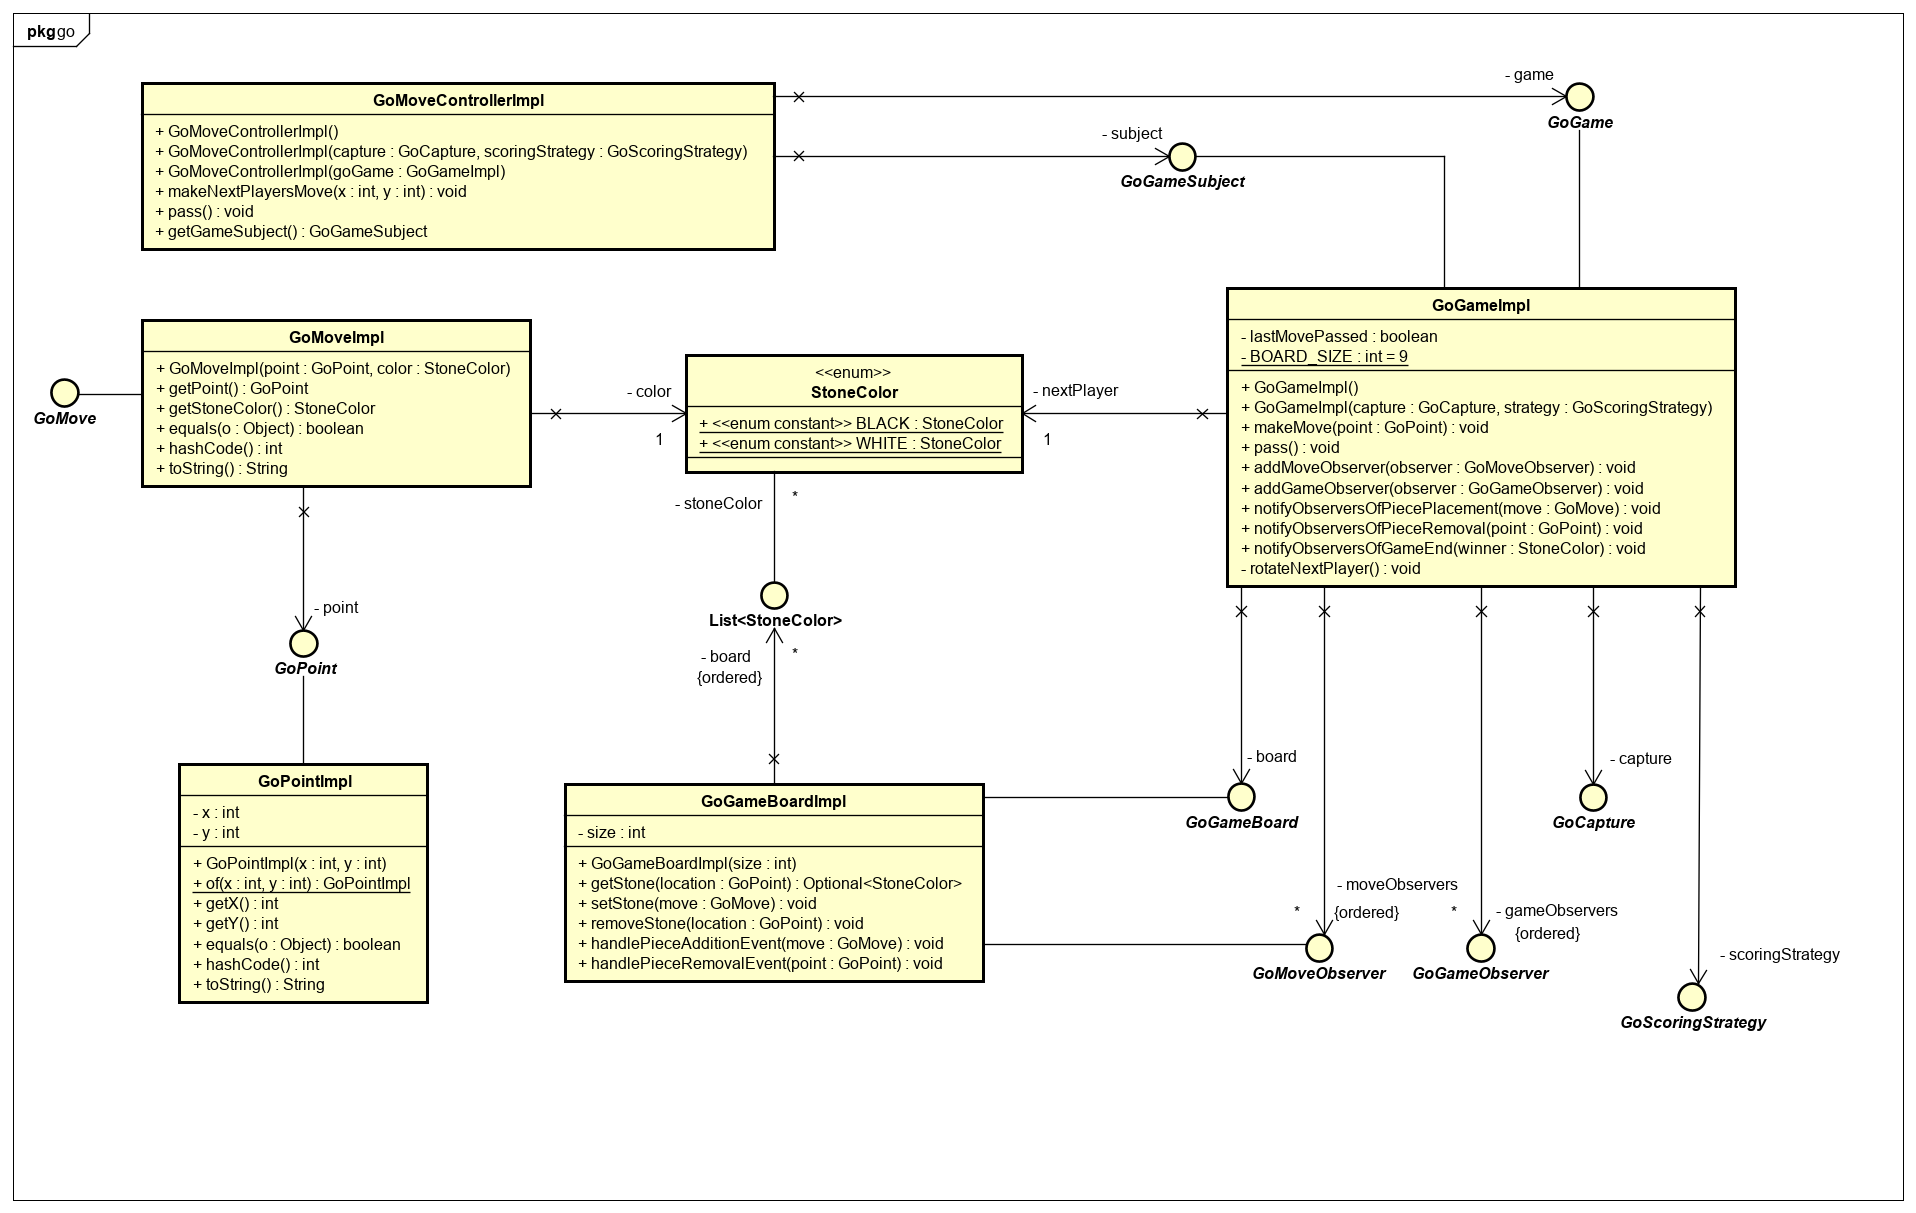 pkg go
- game
GoGame
GoMoveControllerImpl
+ GoMoveControllerImpl()
+ GoMoveControllerImpl(capture : GoCapture, scoringStrategy : GoScoringStrategy)
+ GoMoveControllerImpl(goGame : GoGameImpl)
+ makeNextPlayersMove(x : int, y : int) : void
+ pass() : void
+ getGameSubject() : GoGameSubject
- subject
GoGameSubject
GoGameImpl
- lastMovePassed : boolean
- BOARD_SIZE : int = 9
+ GoGameImpl()
+ GoGameImpl(capture : GoCapture, strategy : GoScoringStrategy)
+ makeMove(point : GoPoint) : void
+ pass() : void
+ addMoveObserver(observer : GoMoveObserver) : void
+ addGameObserver(observer : GoGameObserver) : void
+ notifyObserversOfPiecePlacement(move : GoMove) : void
+ notifyObserversOfPieceRemoval(point : GoPoint) : void
+ notifyObserversOfGameEnd(winner : StoneColor) : void
- rotateNextPlayer() : void
GoMove
GoMoveImpl
+ GoMoveImpl(point : GoPoint, color : StoneColor)
+ getPoint() : GoPoint
+ getStoneColor() : StoneColor
+ equals(o : Object) : boolean
+ hashCode() : int
+ toString() : String
- color
1
<<enum>>
StoneColor
+ <<enum constant>> BLACK : StoneColor
+ <<enum constant>> WHITE : StoneColor
- nextPlayer
1
- stoneColor
*
List<StoneColor>
- board
*
{ordered}
- point
GoPoint
GoPointImpl
- x : int
- y : int
+ GoPointImpl(x : int, y : int)
+ of(x : int, y : int) : GoPointImpl
+ getX() : int
+ getY() : int
+ equals(o : Object) : boolean
+ hashCode() : int
+ toString() : String
GoGameBoardImpl
- size : int
+ GoGameBoardImpl(size : int)
+ getStone(location : GoPoint) : Optional<StoneColor>
+ setStone(move : GoMove) : void
+ removeStone(location : GoPoint) : void
+ handlePieceAdditionEvent(move : GoMove) : void
+ handlePieceRemovalEvent(point : GoPoint) : void
- board
GoGameBoard
- capture
GoCapture
- moveObservers
*
{ordered}
GoMoveObserver
*
- gameObservers
{ordered}
GoGameObserver
- scoringStrategy
GoScoringStrategy